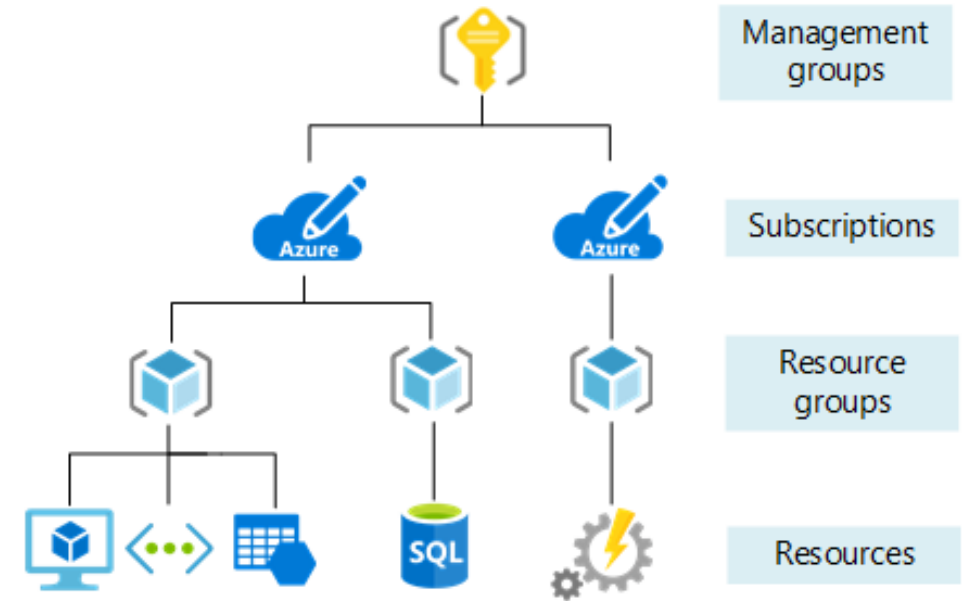 Management
groups
Azure
Azure
Subscriptions
Resource
groups
SQL
Resources